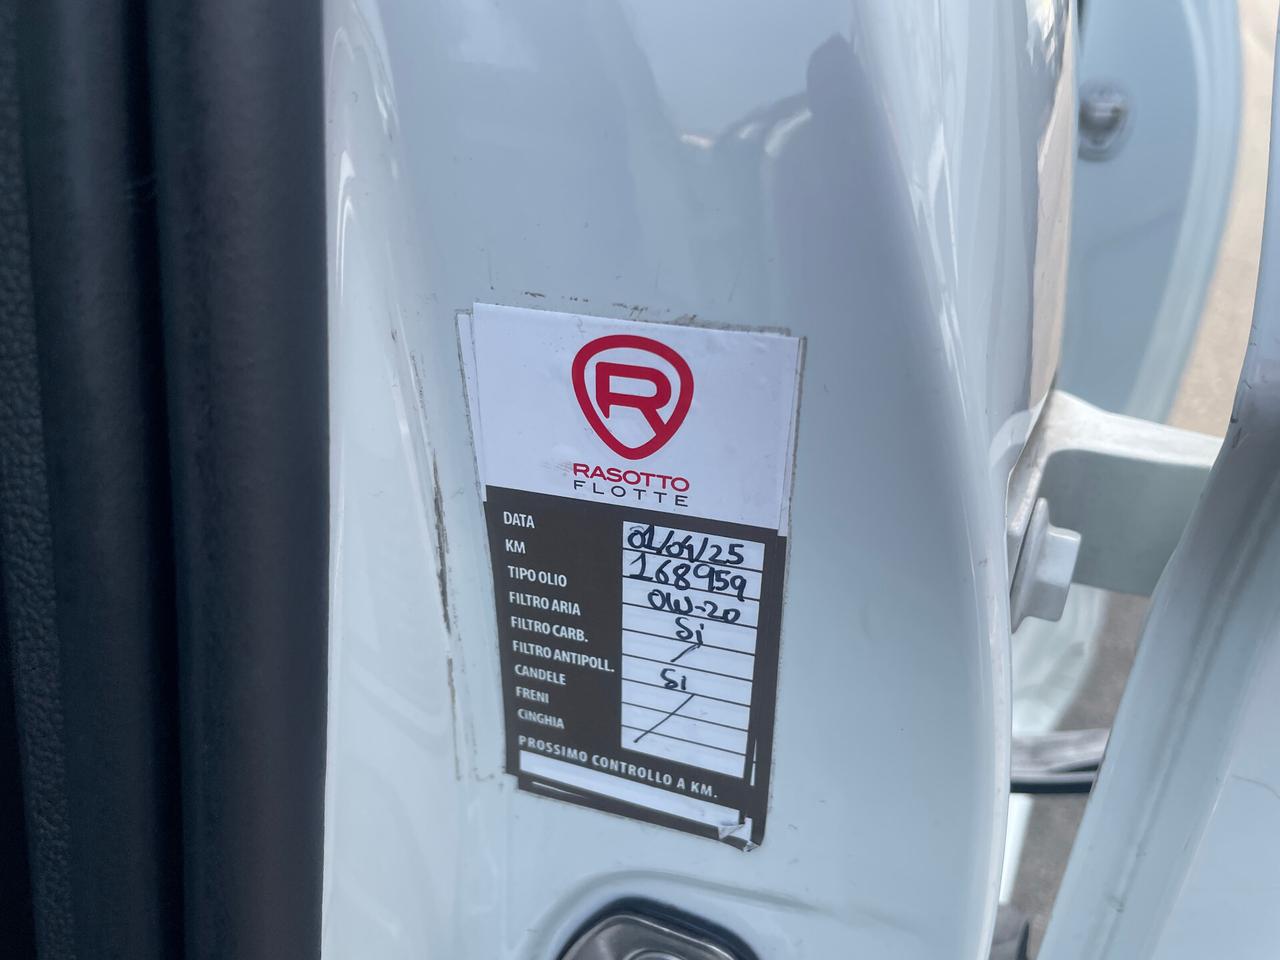 R
RASOTTO
FLOTTE
DATA 01/04/25
KM 168959
TIPO OLIO 0W-20
FILTRO ARIA Si
FILTRO CARB. /
FILTRO ANTIPOLL. Si
CANDELE
FRENI /
CiNGHIA
PROSSIMO CONTROLLO A KM.